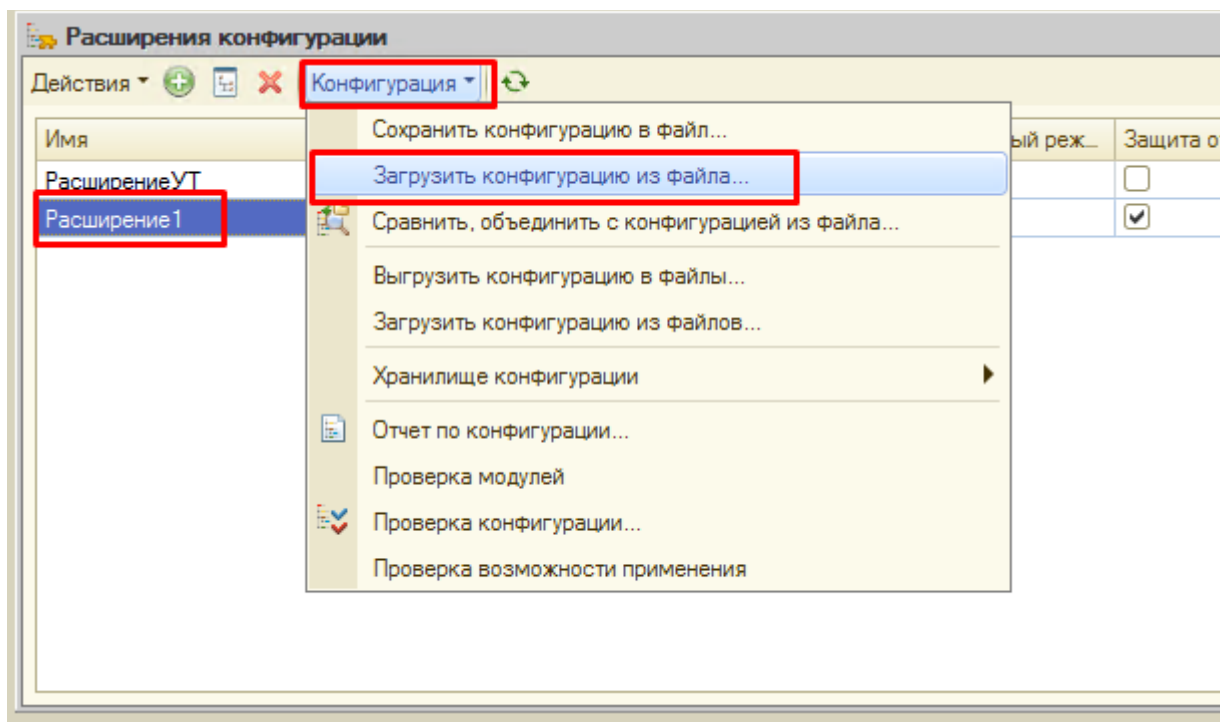 Расширения конфигурации
Действия Конфигурация
Имя ый реж... Защита о
РасширениеУТ
Расширение1
Сохранить конфигурацию в файл...
Загрузить конфигурацию из файла...
Сравнить, объединить с конфигурацией из файла...
Выгрузить конфигурацию в файлы...
Загрузить конфигурацию из файлов...
Хранилище конфигурации
Отчет по конфигурации...
Проверка модулей
Проверка конфигурации...
Проверка возможности применения